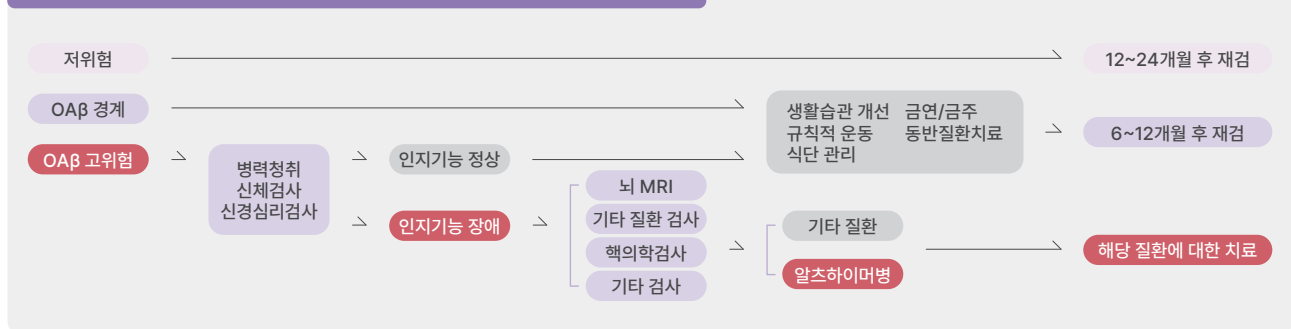 저위험
12~24개월 후 재검
OAβ 경계
생활습관 개선 금연/금주
규칙적 운동 동반질환치료
식단 관리
6~12개월 후 재검
OAβ 고위험
병력청취
신체검사
신경심리검사
인지기능 정상
인지기능 장애
뇌 MRI
기타 질환 검사
핵의학검사
기타 검사
기타 질환
알츠하이머병
해당 질환에 대한 치료